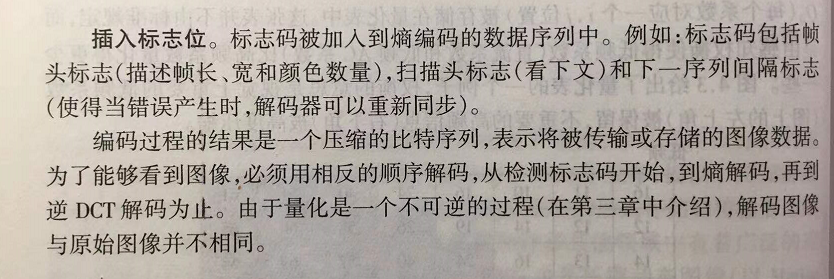 插入标志位。标志码被加入到熵编码的数据序列中。例如:标志码包括帧
头标志(描述帧长、宽和颜色数量),扫描头标志(看下文)和下一序列间隔标志
(使得当错误产生时,解码器可以重新同步)。
编码过程的结果是一个压缩的比特序列,表示将被传输或存储的图像数据。
为了能够看到图像,必须用相反的顺序解码,从检测标志码开始,到熵解码,再到
逆 DCT 解码为止。由于量化是一个不可逆的过程(在第三章中介绍),解码图像
与原始图像并不相同。